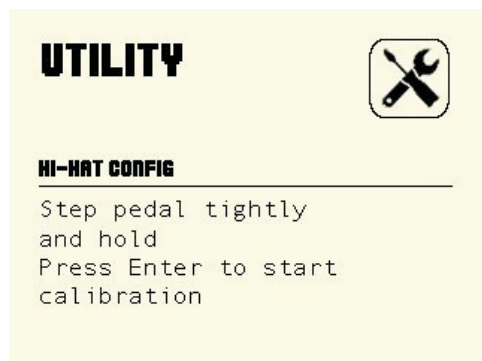 UTILITY
HI-HAT CONFIG
Step pedal tightly
and hold
Press Enter to start
calibration